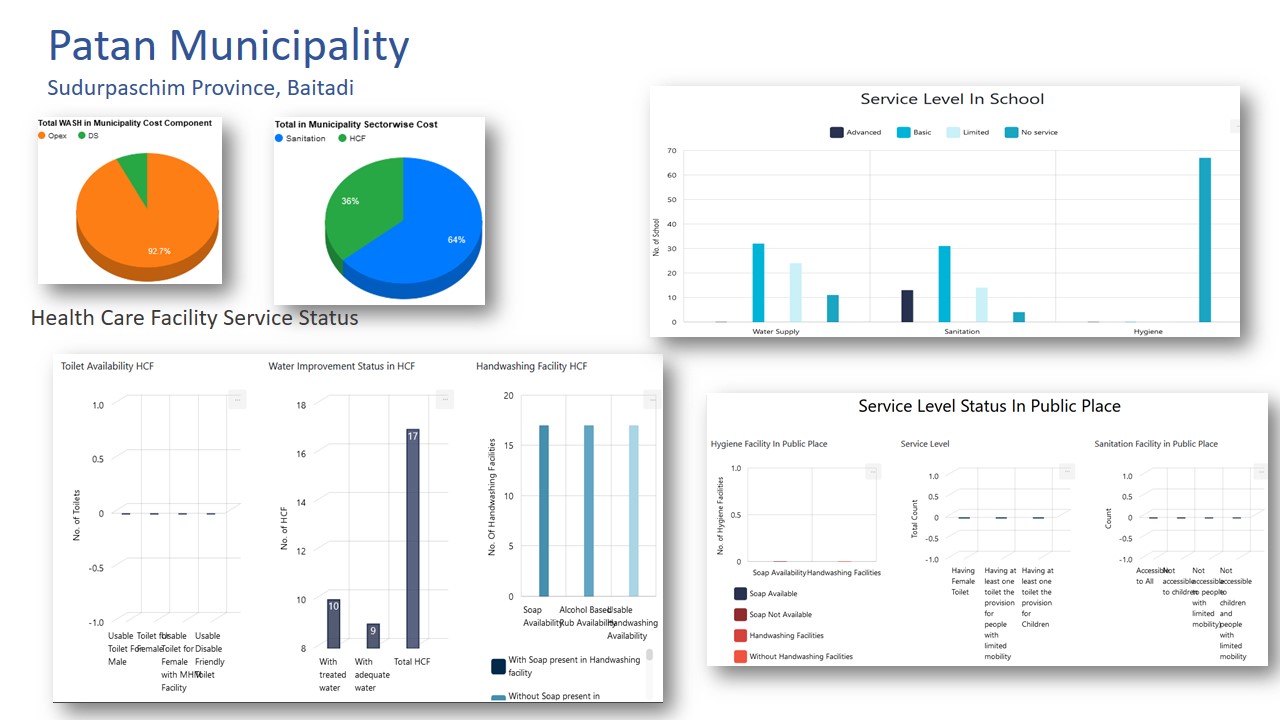 Patan Municipality
Sudurpaschim Province, Baitadi
Total WASH in Municipality Cost Component
Opex DS
92.7%
Total in Municipality Sectorwise Cost
Sanitation HCF
36%
64%
Service Level In School
Advanced Basic Limited No service
No. of School
70
60
50
40
30
20
10
0
Water Supply Sanitation Hygiene
Health Care Facility Service Status
Toilet Availability HCF
No. of Toilets
1.0
0.5
0
-0.5
-1.0
Usable
Toilet For
Male
Toilet for
Female
Usable
Toilet for
Female
with MHM
Facility
Usable
Disable
Friendly
Toilet
Water Improvement Status in HCF
No. of HCF
18
16
14
12
10
8
10
9
17
With
treated
water
With
adequate
water
Total HCF
Handwashing Facility HCF
No. Of Handwashing Facilities
20
15
10
5
0
Soap
Availability
Alcohol Based
Rub Availability
Usable
Handwashing
Availability
With Soap present in Handwashing
facility
Without Soap present in
Service Level Status In Public Place
Hygiene Facility In Public Place
No. of Hygiene Facilities
1.0
0.5
0
Soap Availability Handwashing Facilities
Soap Available
Soap Not Available
Handwashing Facilities
Without Handwashing Facilities
Service Level
Total Count
1.0
0.5
0
-0.5
-1.0
Having
Female
Toilet
Having at
least one
toilet the
provision
for
people
with
limited
mobility
Having at
least one
toilet the
provision
for
Children
Sanitation Facility in Public Place
Count
1.0
0.5
0
-0.5
-1.0
Accessible
to All
Not
accessible
to children
Not
accessible
to people
with
limited
mobility
Not
accessible
to
children
and
people
with
limited
mobility